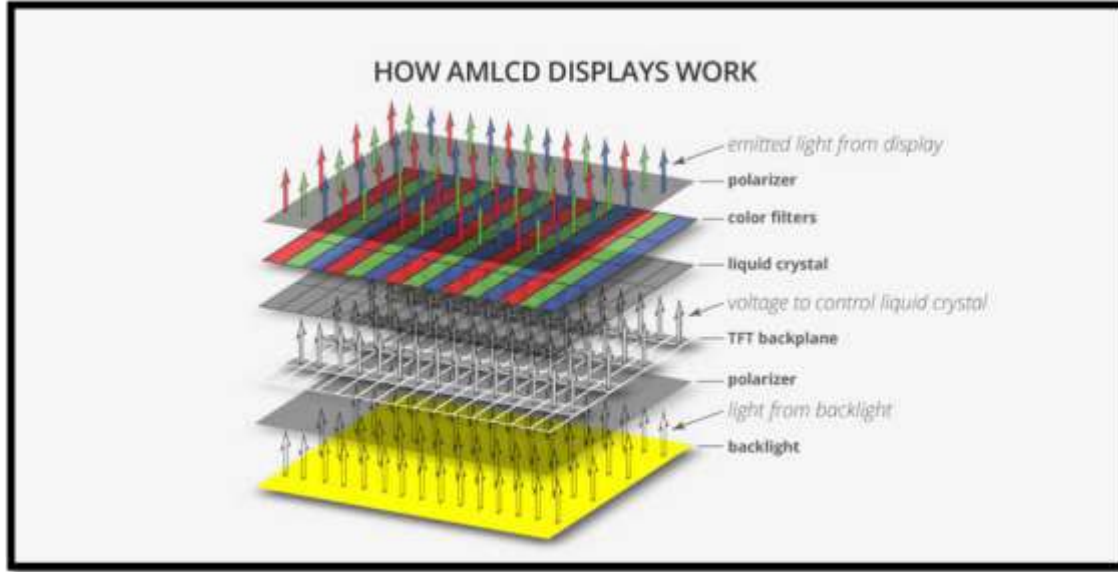 HOW AMLCD DISPLAYS WORK
emitted light from display
polarizer
color filters
liquid crystal
voltage to control liquid crystal
TFT backplane
polarizer
light from backlight
backlight